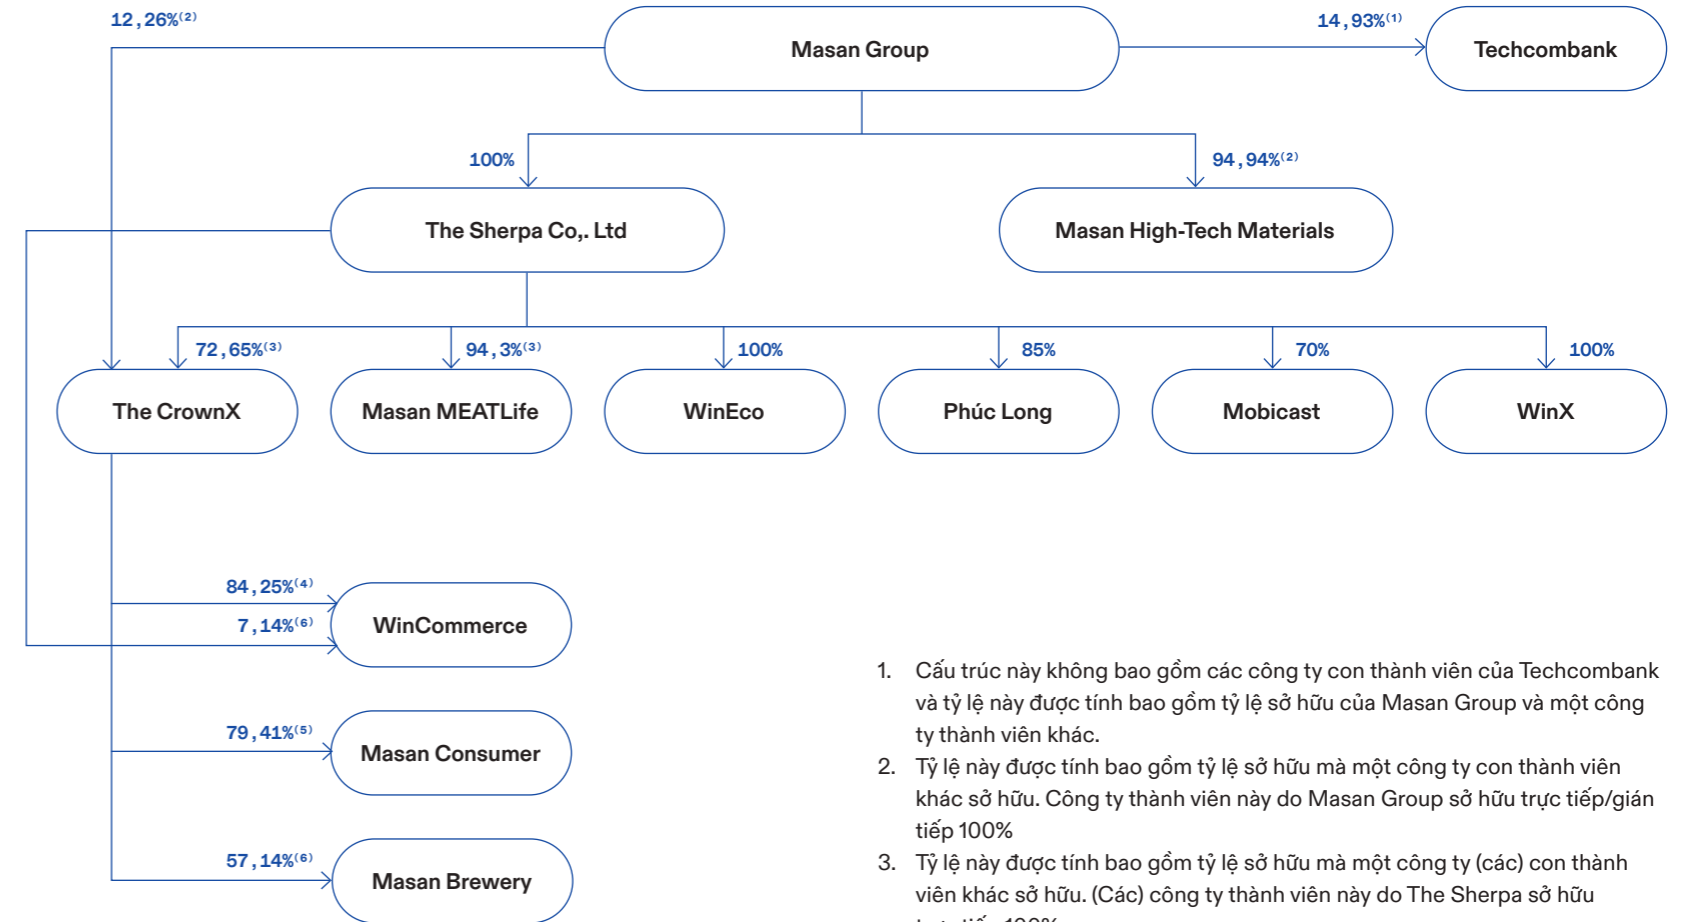 12,26%(2)
Masan Group
14,93%(1)
Techcombank
100%
94,94%(2)
The Sherpa Co,. Ltd
Masan High-Tech Materials
72,65%(3)
94,3%(3)
100%
85%
70%
100%
The CrownX
Masan MEATLife
WinEco
Phúc Long
Mobicast
WinX
84,25%(4)
7,14%(6)
WinCommerce
79,41%(5)
Masan Consumer
57,14%(6)
Masan Brewery
1. Cấu trúc này không bao gồm các công ty con thành viên của Techcombank
và tỷ lệ này được tính bao gồm tỷ lệ sở hữu của Masan Group và một công
ty thành viên khác.
2. Tỷ lệ này được tính bao gồm tỷ lệ sở hữu mà một công ty con thành viên
khác sở hữu. Công ty thành viên này do Masan Group sở hữu trực tiếp/gián
tiếp 100%
3. Tỷ lệ này được tính bao gồm tỷ lệ sở hữu mà một công ty (các) con thành
viên khác sở hữu. (Các) công ty thành viên này do The Sherpa sở hữu